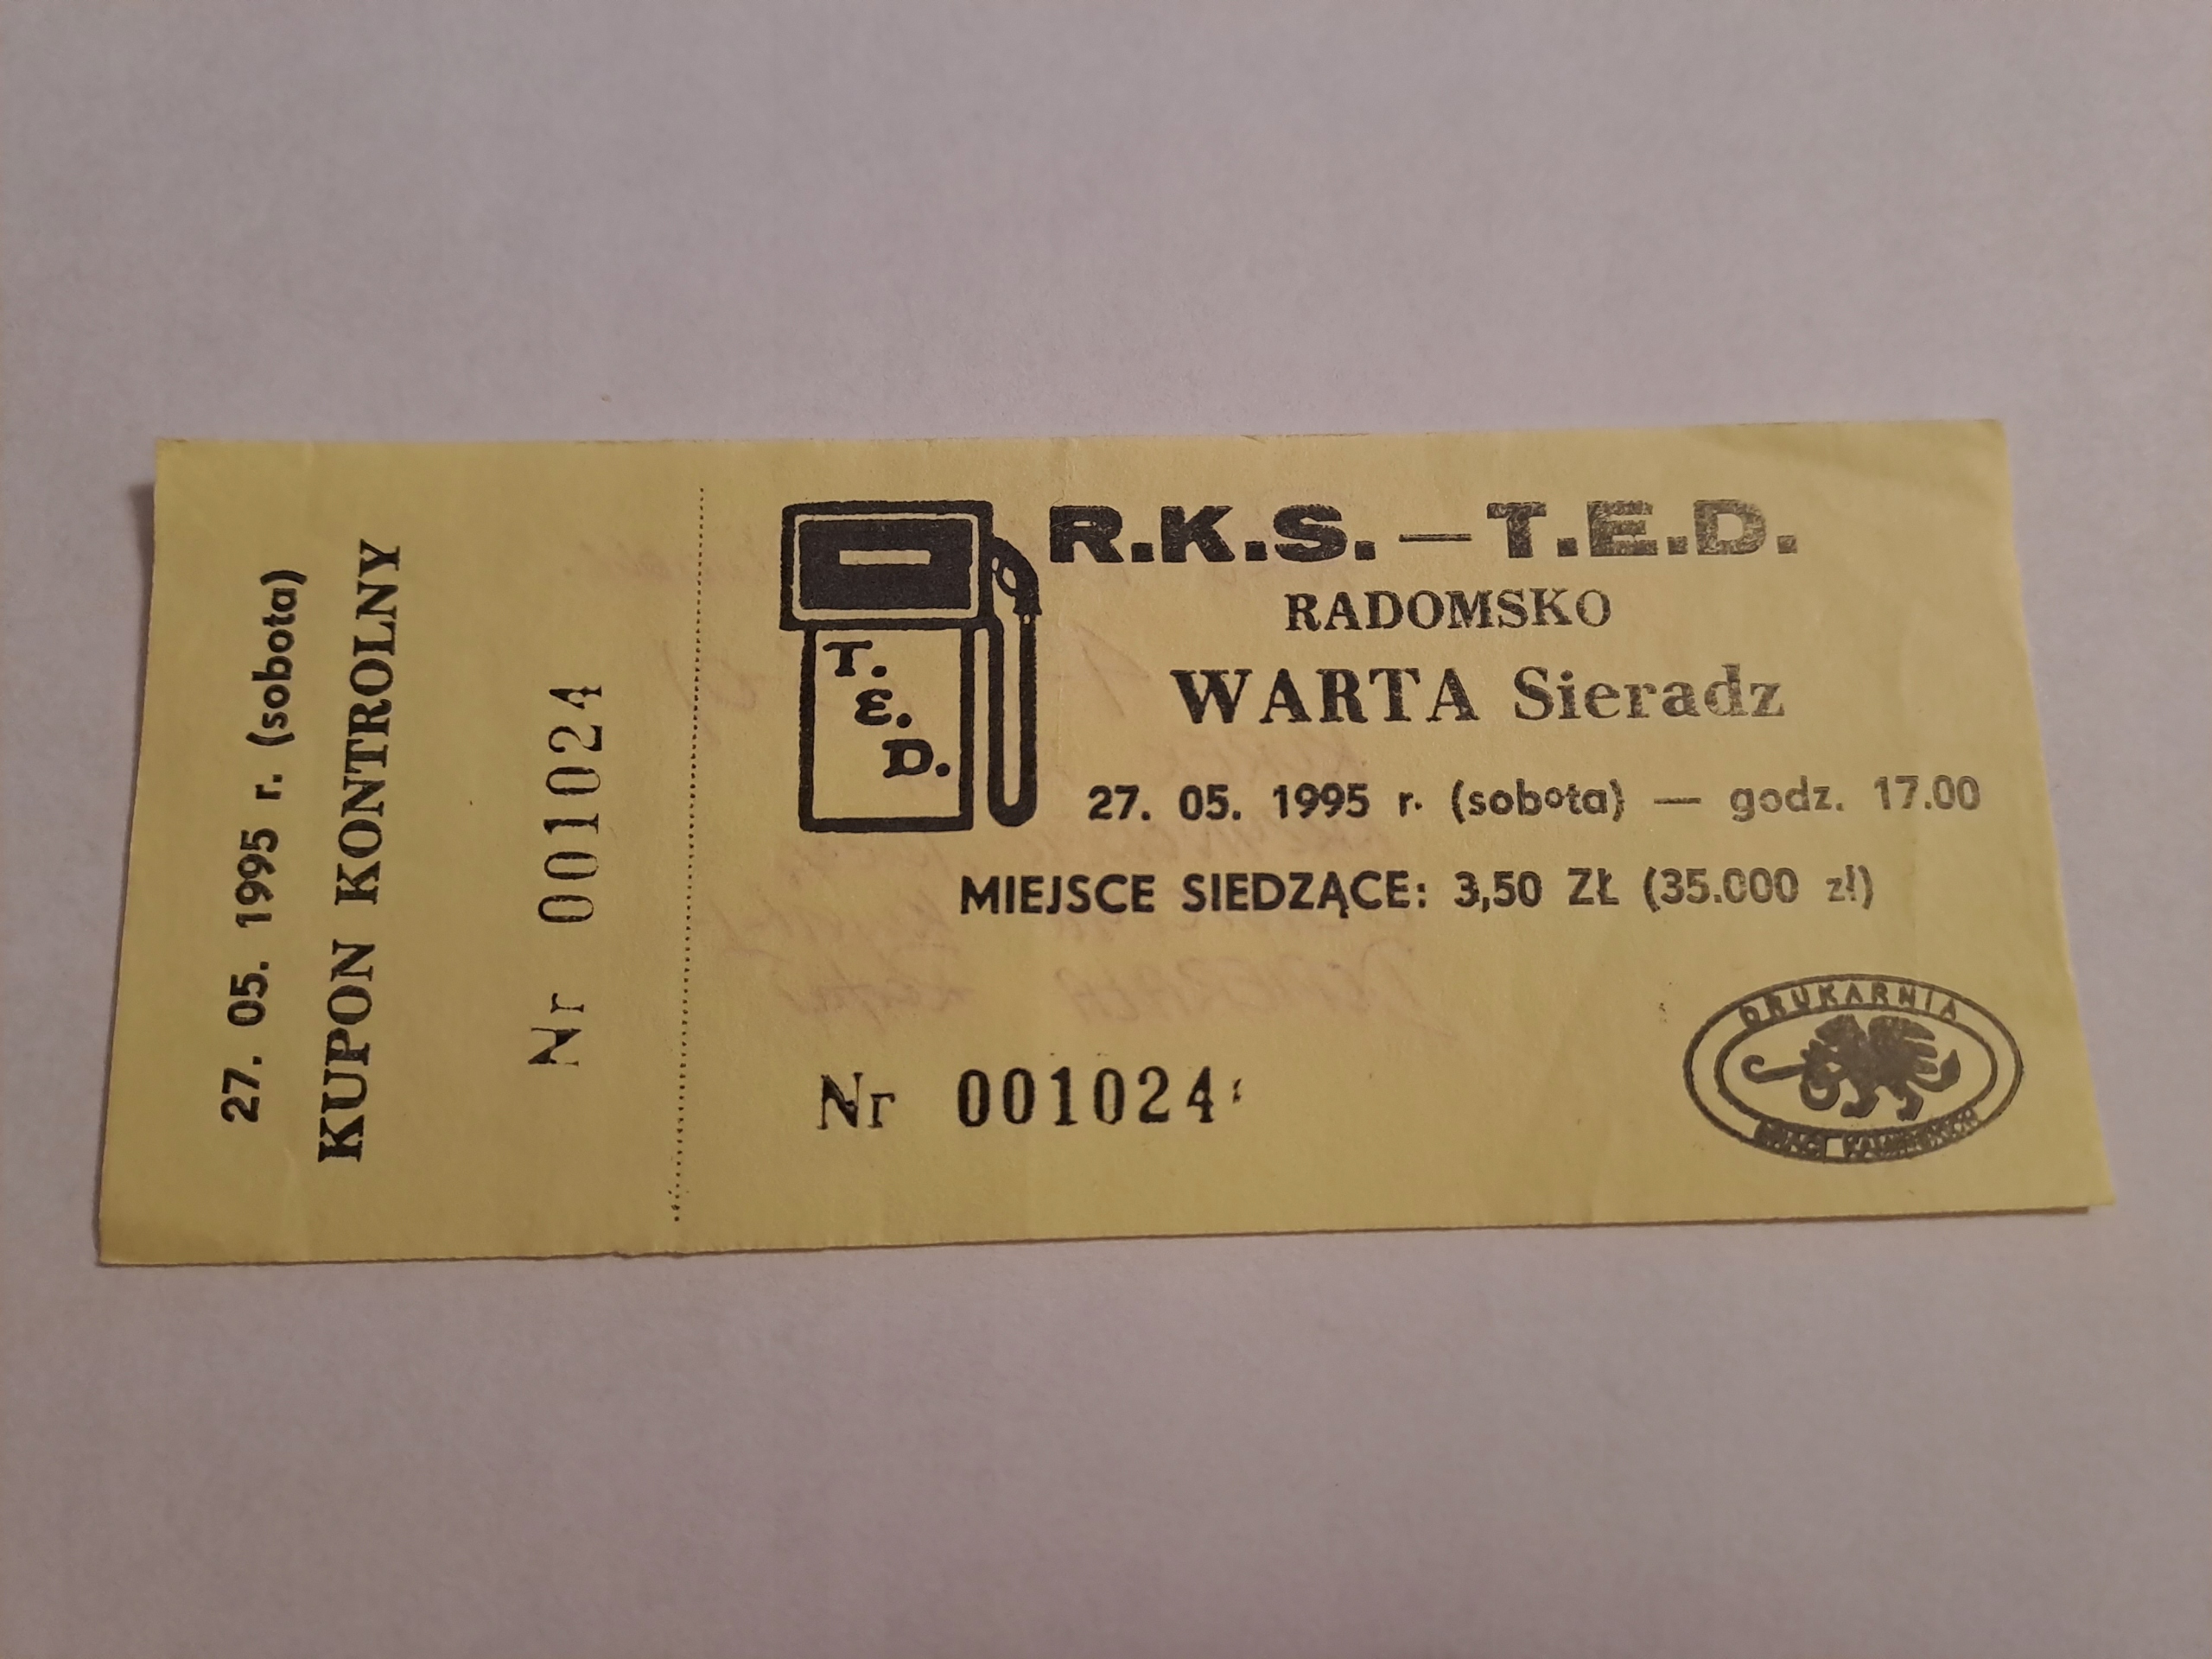 27. 05. 1995 r. (sobota)
KUPON KONTROLNY
Nr 001024
T.
E.
D.
R.K.S. — T.E.D.
RADOMSKO
WARTA Sieradz
27. 05. 1995 r. (sobota) — godz. 17.00
MIEJSCE SIEDZĄCE: 3,50 ZŁ (35.000 zł)
Nr 001024
DRUKARNIA